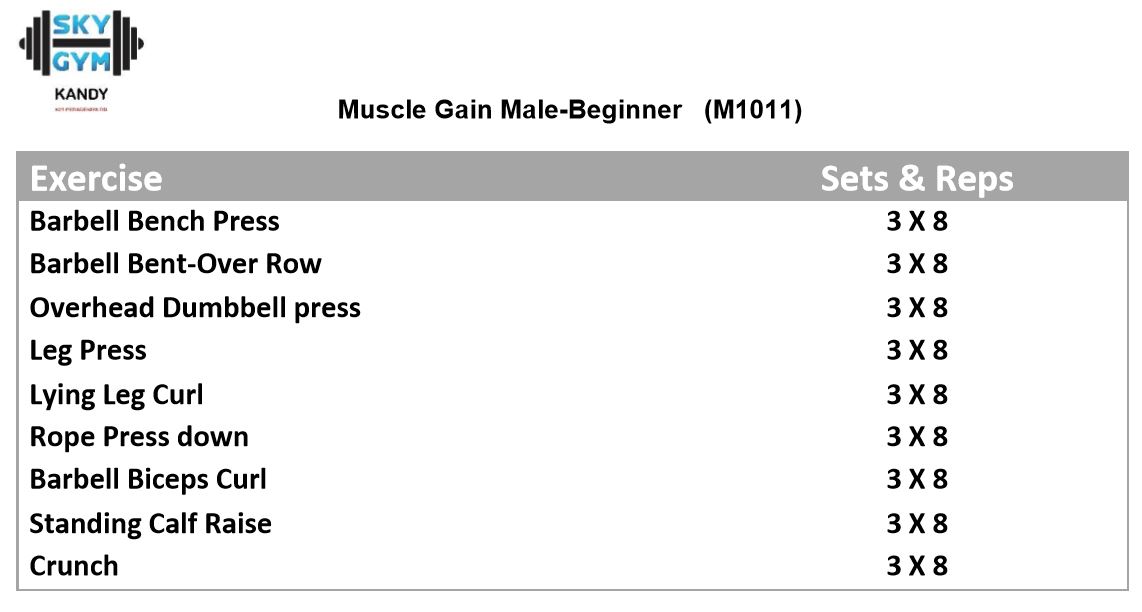 SKY
GYM
KANDY
Muscle Gain Male-Beginner (M1011)
Exercise Sets & Reps
Barbell Bench Press 3 X 8
Barbell Bent-Over Row 3 X 8
Overhead Dumbbell press 3 X 8
Leg Press 3 X 8
Lying Leg Curl 3 X 8
Rope Press down 3 X 8
Barbell Biceps Curl 3 X 8
Standing Calf Raise 3 X 8
Crunch 3 X 8